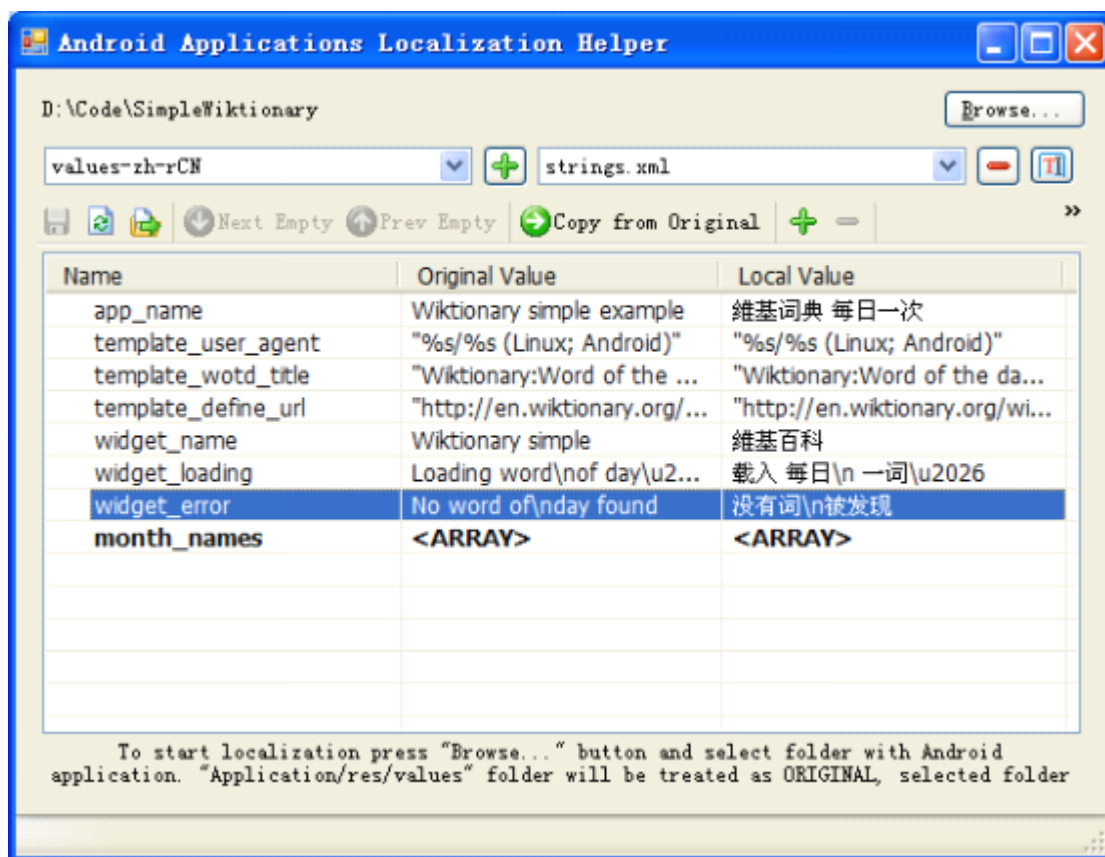 Android Applications Localization Helper
D:\Code\SimpleWiktionary Browse...
values-zh-rCN strings.xml
Next Empty Prev Empty Copy from Original »
Name Original Value Local Value
app_name Wiktionary simple example 維基词典 每日一次
template_user_agent "%s/%s (Linux; Android)" "%s/%s (Linux; Android)"
template_wotd_title "Wiktionary:Word of the ... "Wiktionary:Word of the da...
template_define_url "http://en.wiktionary.org/... "http://en.wiktionary.org/wi...
widget_name Wiktionary simple 維基百科
widget_loading Loading word\nof day\u2... 载入 每日\n 一词\u2026
widget_error No word of\nday found 没有词\n被发现
month_names <ARRAY> <ARRAY>
To start localization press "Browse..." button and select folder with Android
application. "Application/res/values" folder will be treated as ORIGINAL, selected folder